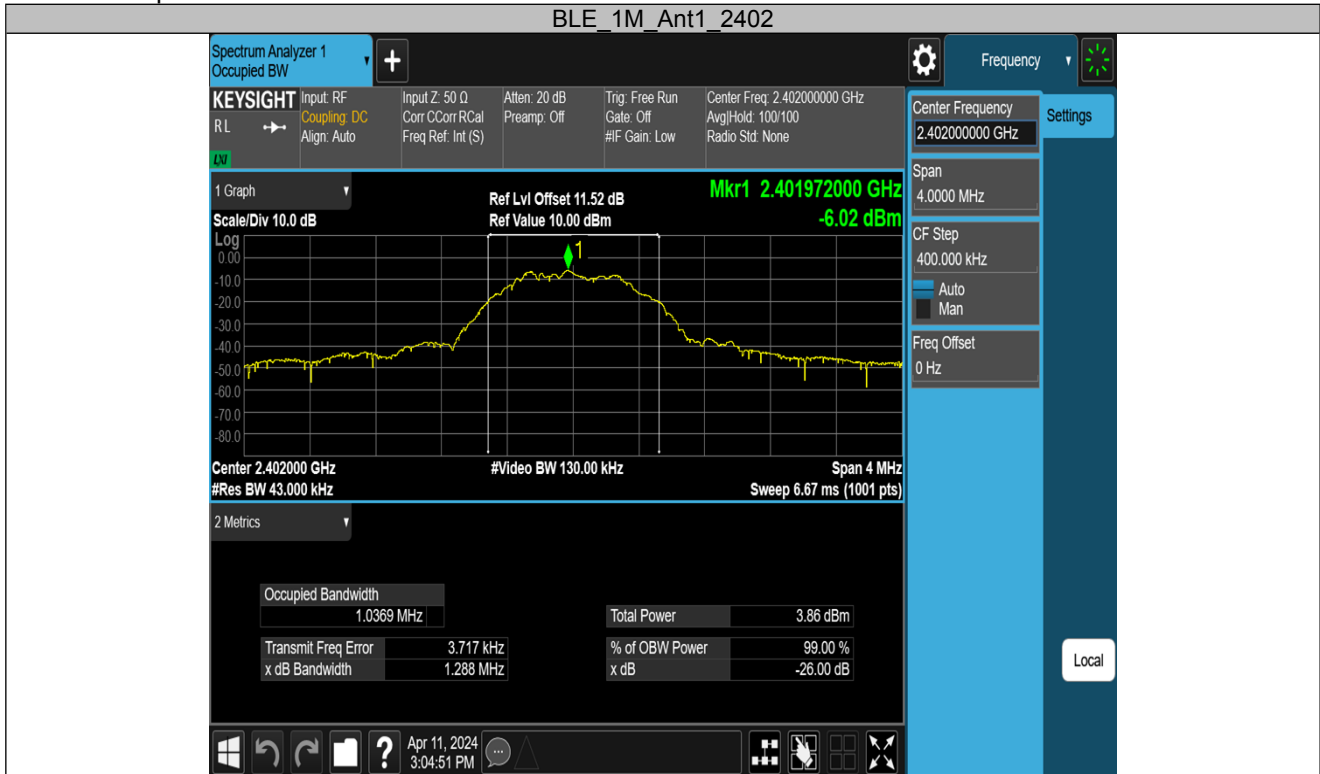 BLE_1M_Ant1_2402
Spectrum Analyzer 1
Occupied BW
Frequency
KEYSIGHT
RL
LXI
Input: RF
Coupling: DC
Align: Auto
Input Z: 50 Ω
Corr CCorr RCal
Freq Ref: Int (S)
Atten: 20 dB
Preamp: Off
Trig: Free Run
Gate: Off
#IF Gain: Low
Center Freq: 2.402000000 GHz
Avg|Hold: 100/100
Radio Std: None
Center Frequency
2.402000000 GHz
Settings
Span
4.0000 MHz
CF Step
400.000 kHz
Auto
Man
Freq Offset
0 Hz
Local
1 Graph
Scale/Div 10.0 dB
Ref Lvl Offset 11.52 dB
Ref Value 10.00 dBm
Mkr1 2.401972000 GHz
-6.02 dBm
Log
1
0.00
-10.0
-20.0
-30.0
-40.0
-50.0
-60.0
-70.0
-80.0
Center 2.402000 GHz
#Res BW 43.000 kHz
#Video BW 130.00 kHz
Span 4 MHz
Sweep 6.67 ms (1001 pts)
2 Metrics
Occupied Bandwidth
1.0369 MHz
Total Power 3.86 dBm
Transmit Freq Error 3.717 kHz
% of OBW Power 99.00 %
x dB Bandwidth 1.288 MHz
x dB -26.00 dB
Apr 11, 2024
3:04:51 PM